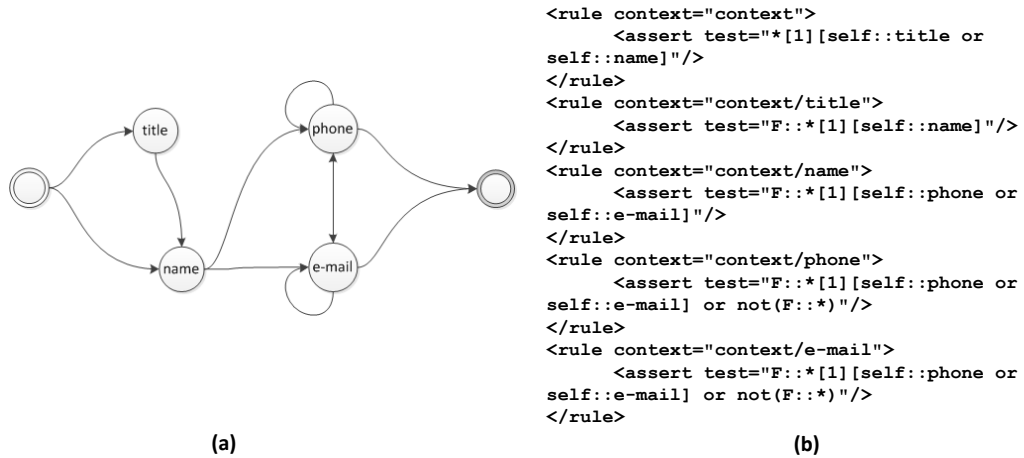 title
name
phone
e-mail
(a)
<rule context="context">
<assert test="*[1][self::title or
self::name]"/>
</rule>
<rule context="context/title">
<assert test="F::*[1][self::name]"/>
</rule>
<rule context="context/name">
<assert test="F::*[1][self::phone or
self::e-mail]"/>
</rule>
<rule context="context/phone">
<assert test="F::*[1][self::phone or
self::e-mail] or not(F::*)"/>
</rule>
<rule context="context/e-mail">
<assert test="F::*[1][self::phone or
self::e-mail] or not(F::*)"/>
</rule>
(b)